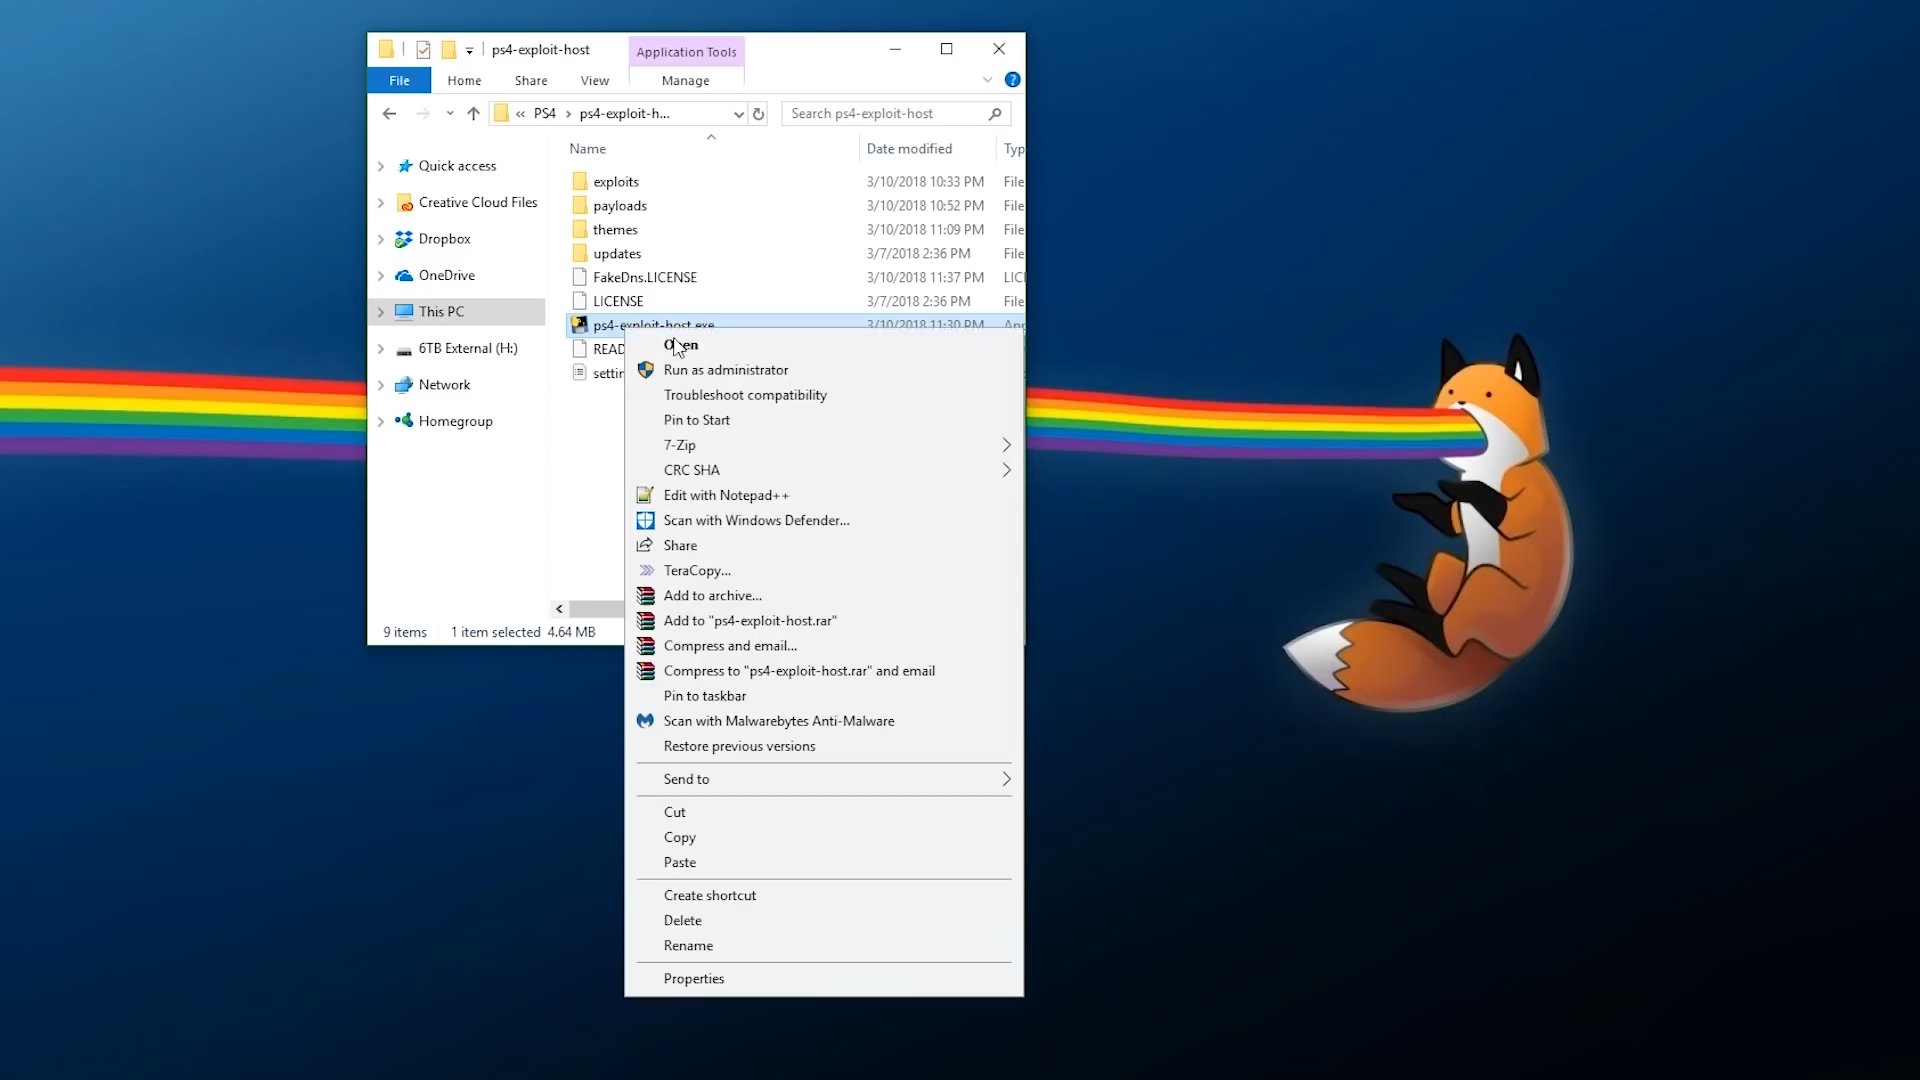 ps4-exploit-host
Application Tools
File
Home
Share
View
Manage
« PS4 › ps4-exploit-h...
Search ps4-exploit-host
Name
Date modified
Quick access
Creative Cloud Files
Dropbox
OneDrive
This PC
6TB External (H:)
Network
Homegroup
exploits 3/10/2018 10:33 PM File
payloads 3/10/2018 10:52 PM File
themes 3/10/2018 11:09 PM File
updates 3/7/2018 2:36 PM File
FakeDns.LICENSE 3/10/2018 11:37 PM LICI
LICENSE 3/7/2018 2:36 PM File
ps4-exploit-host.exe 3/10/2018 11:30 PM
Open
Run as administrator
Troubleshoot compatibility
Pin to Start
7-Zip
CRC SHA
Edit with Notepad++
Scan with Windows Defender...
Share
TeraCopy...
Add to archive...
Add to "ps4-exploit-host.rar"
Compress and email...
Compress to "ps4-exploit-host.rar" and email
Pin to taskbar
Scan with Malwarebytes Anti-Malware
Restore previous versions
Send to
Cut
Copy
Paste
Create shortcut
Delete
Rename
Properties
9 items
1 item selected 4.64 MB